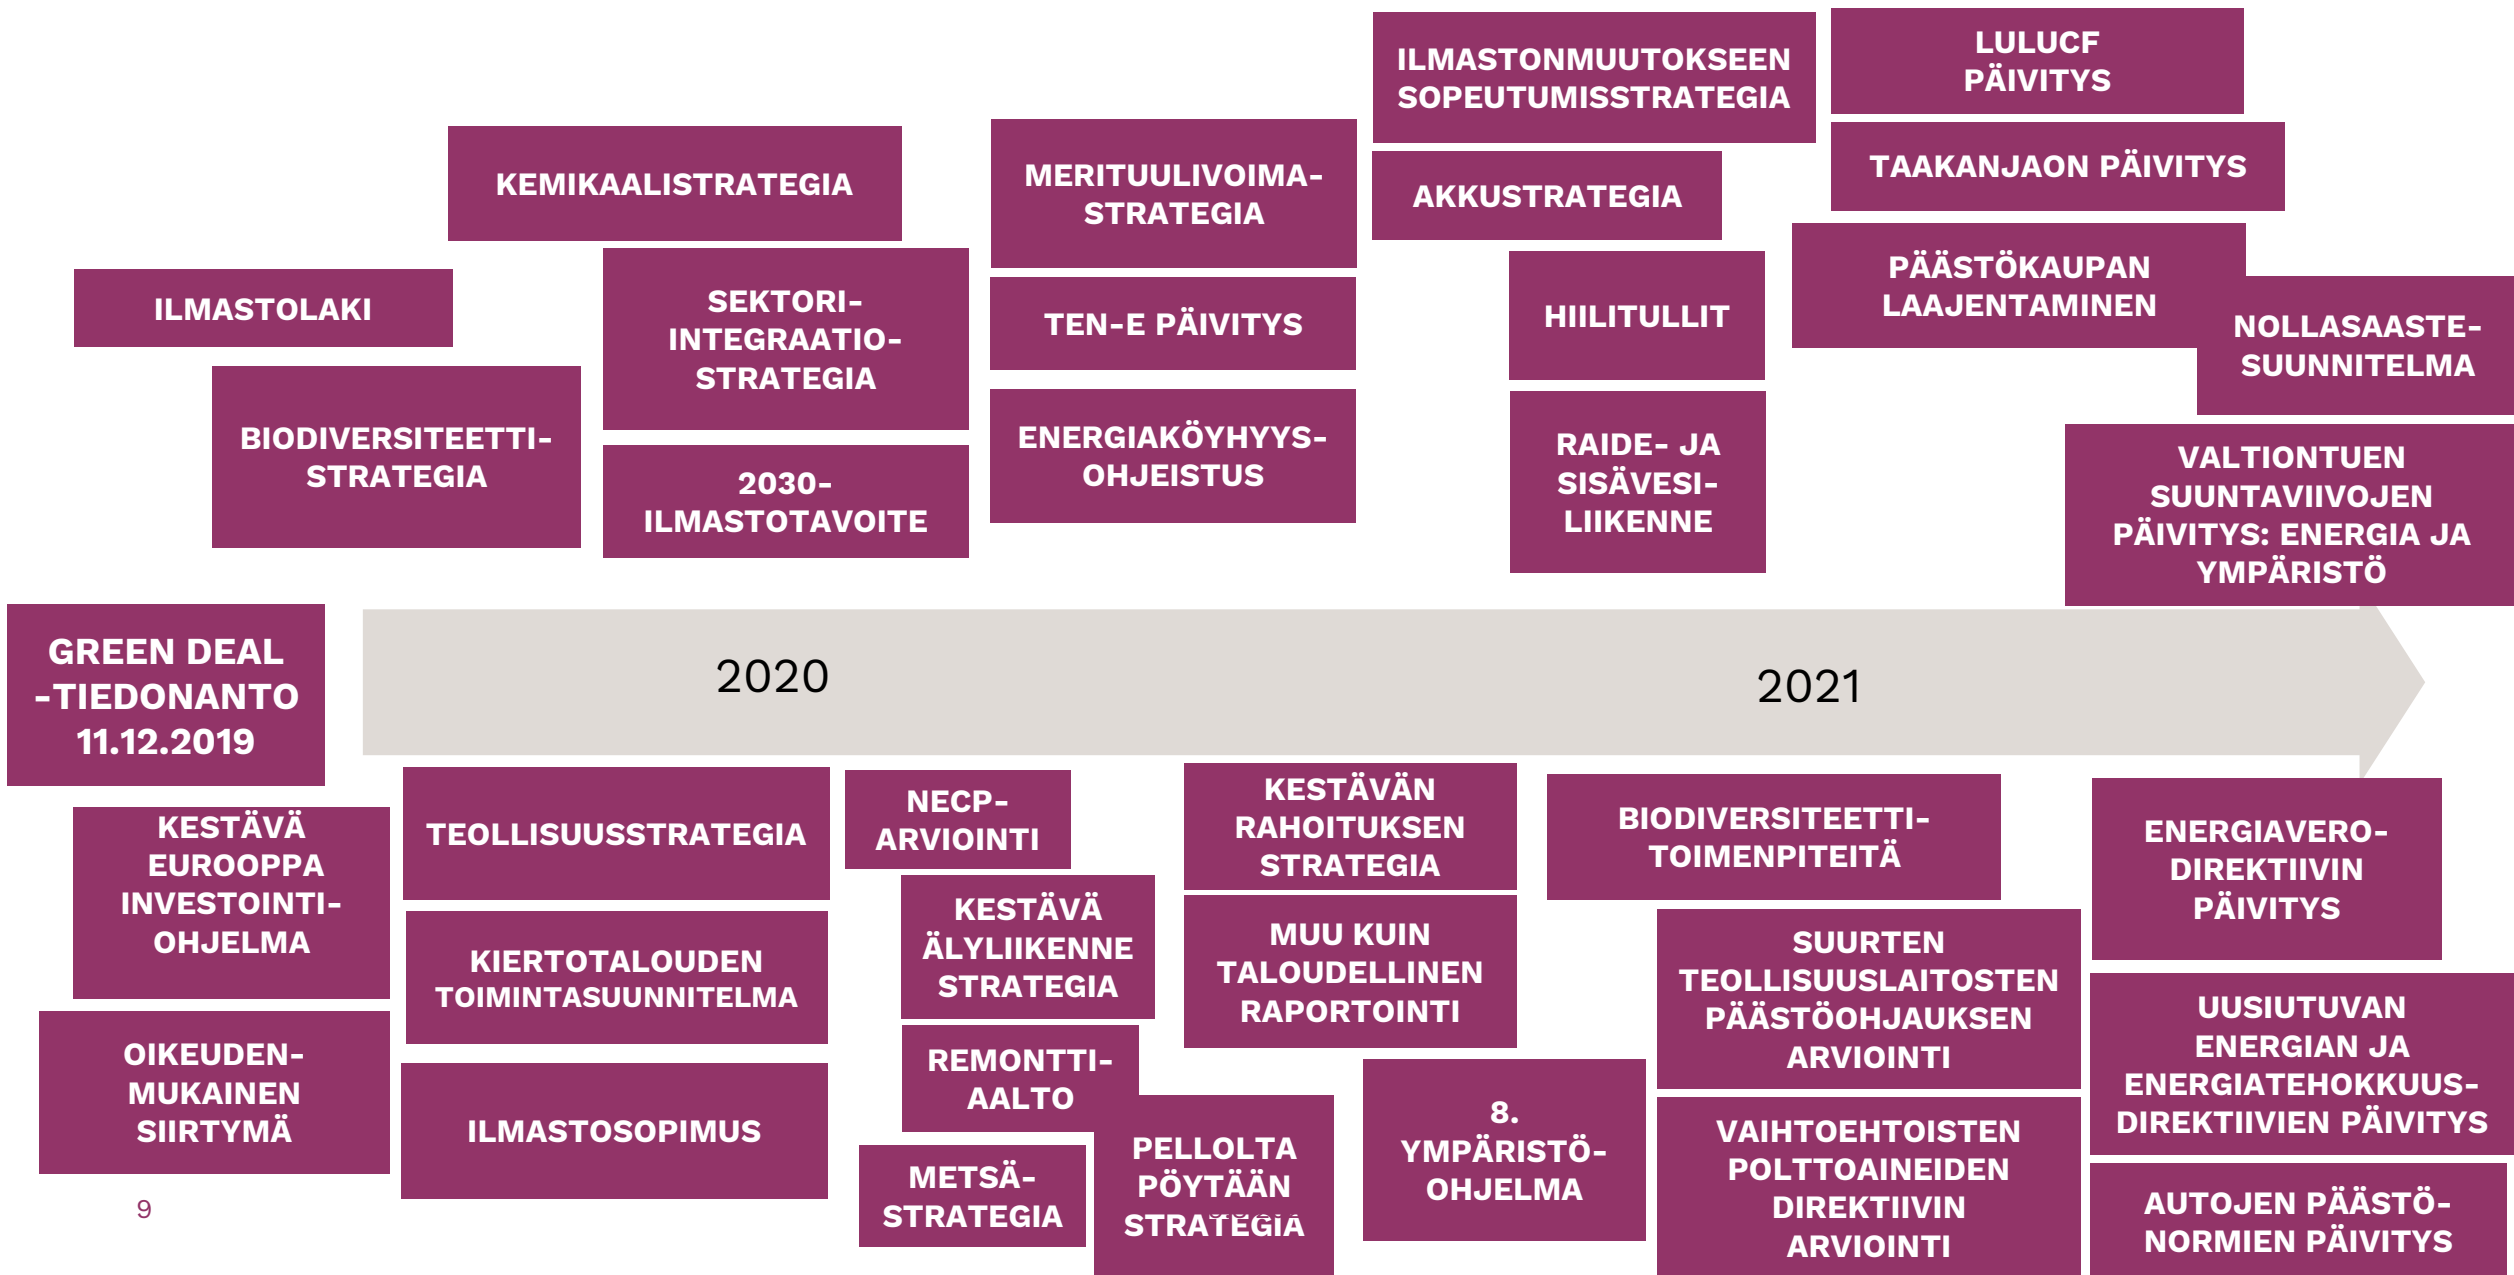 ILMASTONMUUTOKSEEN
SOPEUTUMISSTRATEGIA
LULUCF
PÄIVITYS
KEMIKAALISTRATEGIA
MERITUULIVOIMA-
STRATEGIA
AKKUSTRATEGIA
TAAKANJAON PÄIVITYS
ILMASTOLAKI
SEKTORI-
INTEGRAATIO-
STRATEGIA
TEN-E PÄIVITYS
HIILITULLIT
PÄÄSTÖKAUPAN
LAAJENTAMINEN
NOLLASAASTE-
SUUNNITELMA
BIODIVERSITEETTI-
STRATEGIA
2030-
ILMASTOTAVOITE
ENERGIAKÖYHYYS-
OHJEISTUS
RAIDE- JA
SISÄVESI-
LIIKENNE
VALTIONTUEN
SUUNTAVIIVOJEN
PÄIVITYS: ENERGIA JA
YMPÄRISTÖ
GREEN DEAL
-TIEDONANTO
11.12.2019
2020
2021
KESTÄVÄ
EUROOPPA
INVESTOINTI-
OHJELMA
TEOLLISUUSSTRATEGIA
NECP-
ARVIOINTI
KESTÄVÄN
RAHOITUKSEN
STRATEGIA
BIODIVERSITEETTI-
TOIMENPITEITÄ
ENERGIAVERO-
DIREKTIIVIN
PÄIVITYS
KIERTOTALOUDEN
TOIMINTASUUNNITELMA
KESTÄVÄ
ÄLYLIIKENNE
STRATEGIA
MUU KUIN
TALOUDELLINEN
RAPORTOINTI
SUURTEN
TEOLLISUUSLAITOSTEN
PÄÄSTÖOHJAUKSEN
ARVIOINTI
UUSIUTUVAN
ENERGIAN JA
ENERGIATEHOKKUUS-
DIREKTIIVIEN PÄIVITYS
OIKEUDEN-
MUKAINEN
SIIRTYMÄ
ILMASTOSOPIMUS
REMONTTI-
AALTO
METSÄ-
STRATEGIA
PELLOLTA
PÖYTÄÄN
STRATEGIA
8.
YMPÄRISTÖ-
OHJELMA
VAIHTOEHTOISTEN
POLTTOAINEIDEN
DIREKTIIVIN
ARVIOINTI
AUTOJEN PÄÄSTÖ-
NORMIEN PÄIVITYS
9